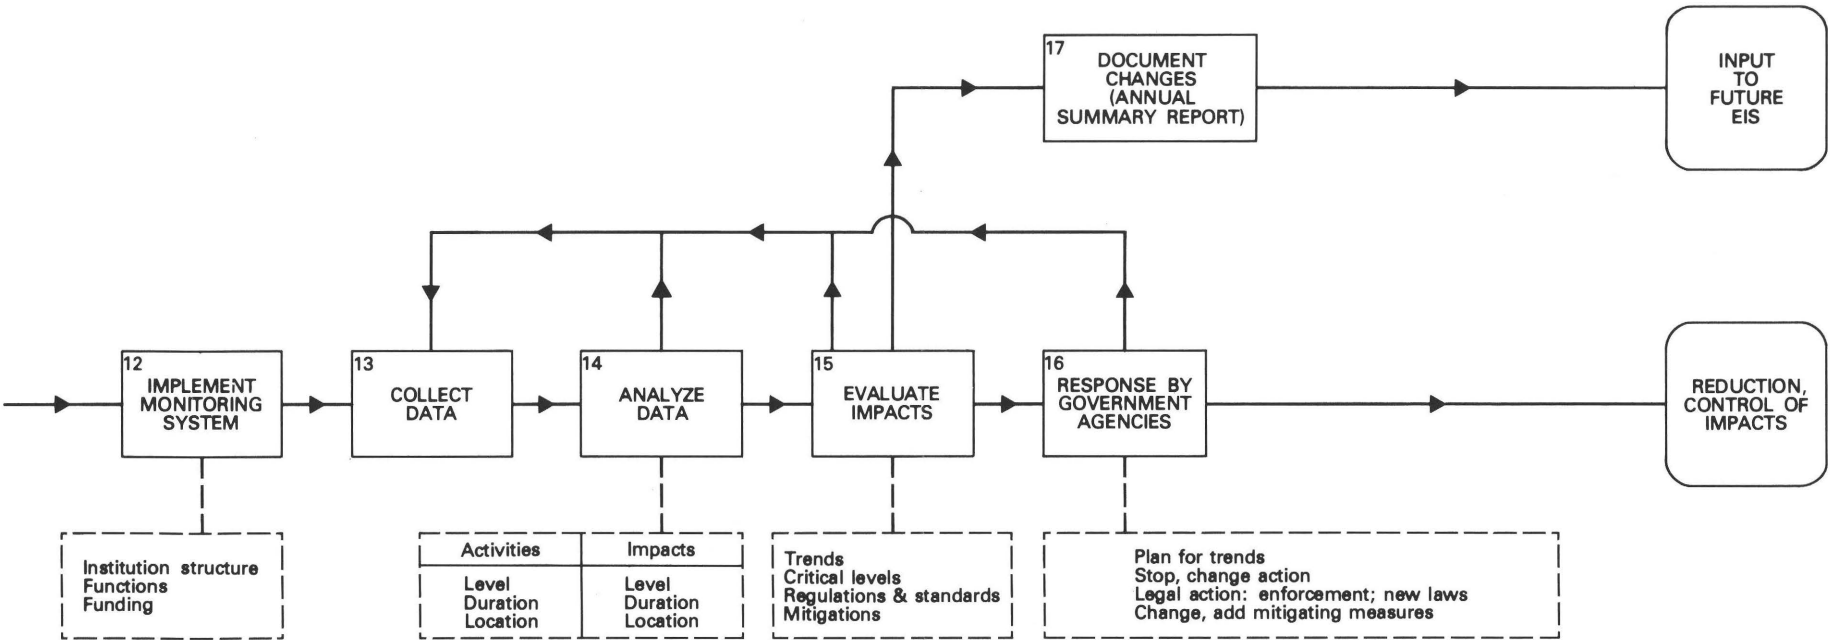 17
DOCUMENT
CHANGES
(ANNUAL
SUMMARY REPORT)
INPUT
TO
FUTURE
EIS
12
IMPLEMENT
MONITORING
SYSTEM
13
COLLECT
DATA
14
ANALYZE
DATA
15
EVALUATE
IMPACTS
16
RESPONSE BY
GOVERNMENT
AGENCIES
REDUCTION,
CONTROL OF
IMPACTS
Institution structure
Functions
Funding
Activities
Level
Duration
Location
Impacts
Level
Duration
Location
Trends
Critical levels
Regulations & standards
Mitigations
Plan for trends
Stop, change action
Legal action: enforcement; new laws
Change, add mitigating measures